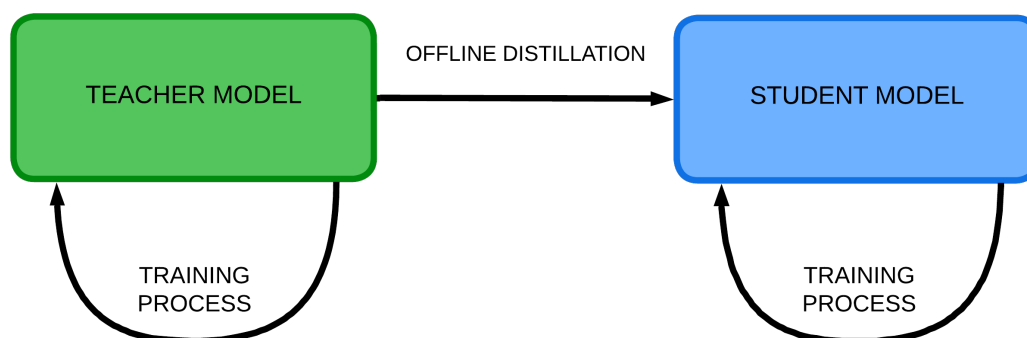 OFFLINE DISTILLATION
TEACHER MODEL
STUDENT MODEL
TRAINING
PROCESS
TRAINING
PROCESS